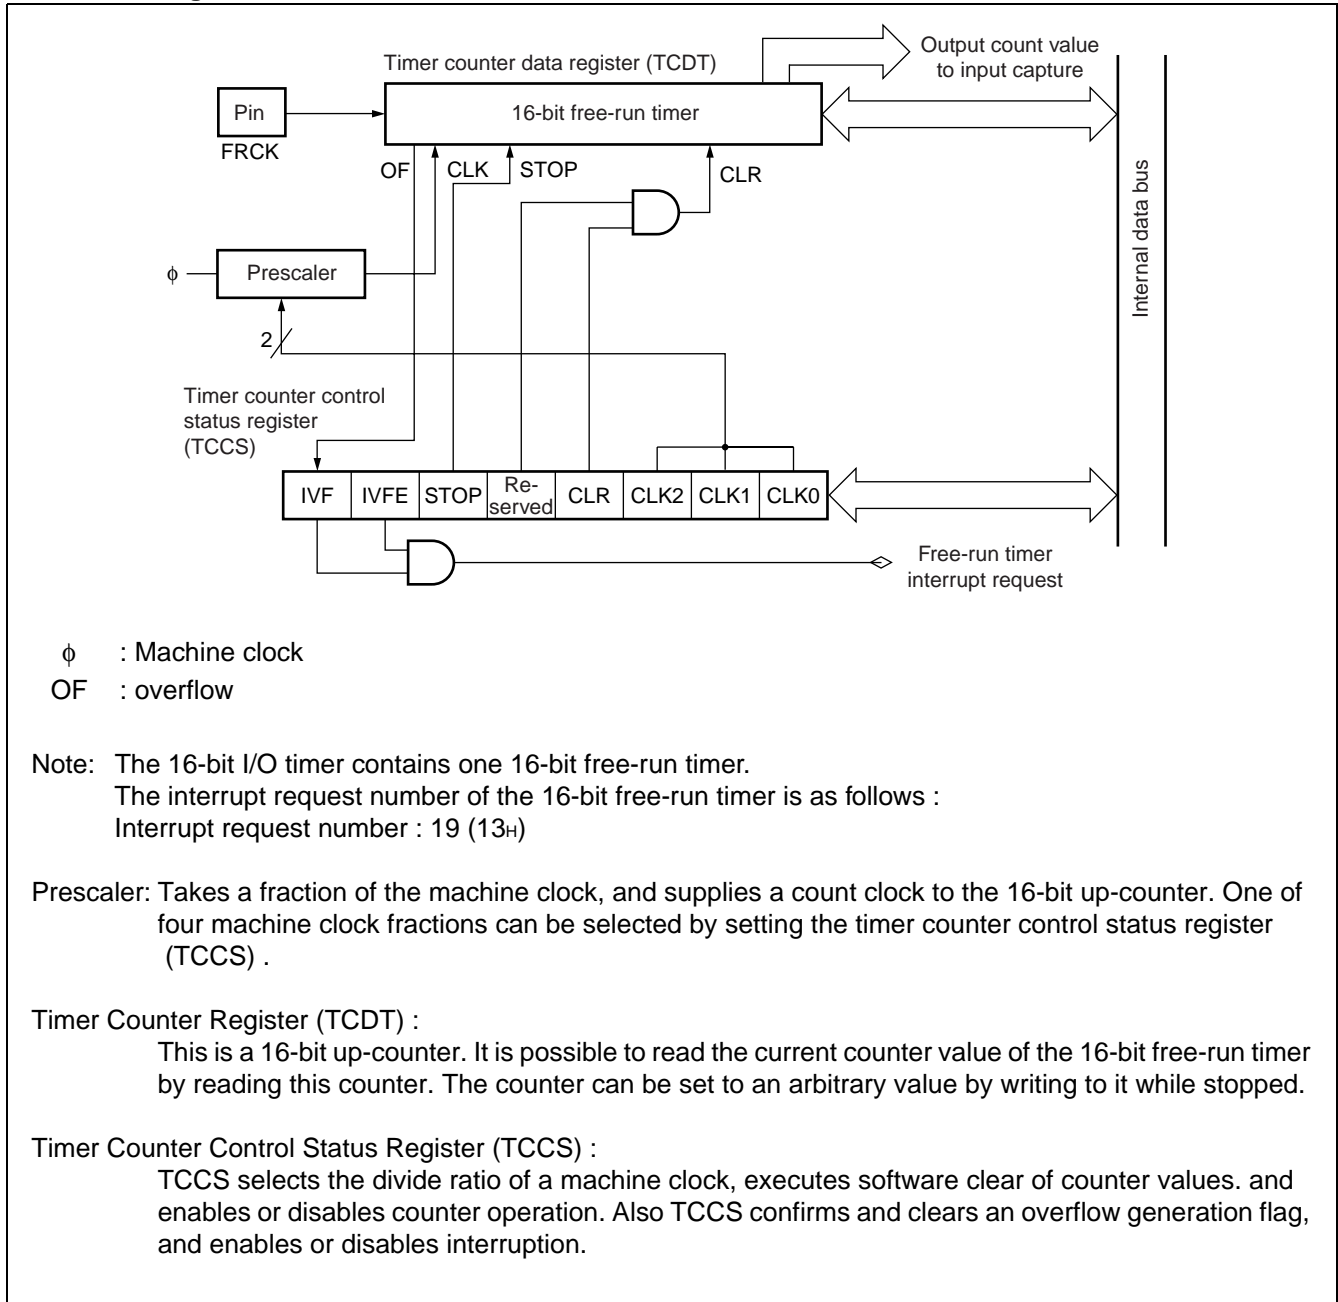 Timer counter data register (TCDT)
Output count value
to input capture
Pin
16-bit free-run timer
FRCK
OF
CLK
STOP
CLR
Internal data bus
ϕ
Prescaler
2
Timer counter control
status register
(TCCS)
IVF
IVFE
STOP
Re-
served
CLR
CLK2
CLK1
CLK0
Free-run timer
interrupt request
ϕ : Machine clock
OF : overflow
Note: The 16-bit I/O timer contains one 16-bit free-run timer.
The interrupt request number of the 16-bit free-run timer is as follows :
Interrupt request number : 19 (13H)
Prescaler: Takes a fraction of the machine clock, and supplies a count clock to the 16-bit up-counter. One of
four machine clock fractions can be selected by setting the timer counter control status register
(TCCS) .
Timer Counter Register (TCDT) :
This is a 16-bit up-counter. It is possible to read the current counter value of the 16-bit free-run timer
by reading this counter. The counter can be set to an arbitrary value by writing to it while stopped.
Timer Counter Control Status Register (TCCS) :
TCCS selects the divide ratio of a machine clock, executes software clear of counter values. and
enables or disables counter operation. Also TCCS confirms and clears an overflow generation flag,
and enables or disables interruption.